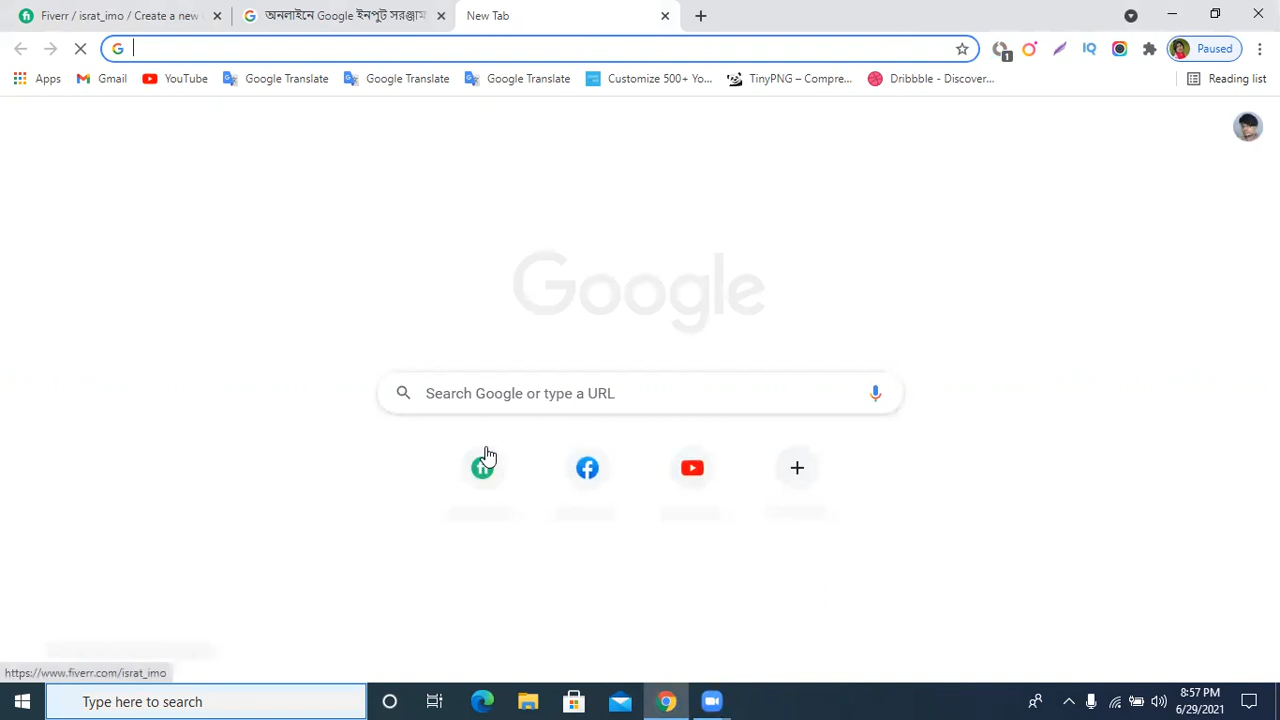 Fiverr / israt_imo / Create a new
অনলাইনে Google ইনপুট সরঞ্জাম
New Tab
Paused
Apps
Gmail
YouTube
Google Translate
Google Translate
Google Translate
Customize 500+ Yo...
TinyPNG – Compre...
Dribbble - Discover...
Reading list
Google
Search Google or type a URL
https://www.fiverr.com/israt_imo
Type here to search
8:57 PM
6/29/2021